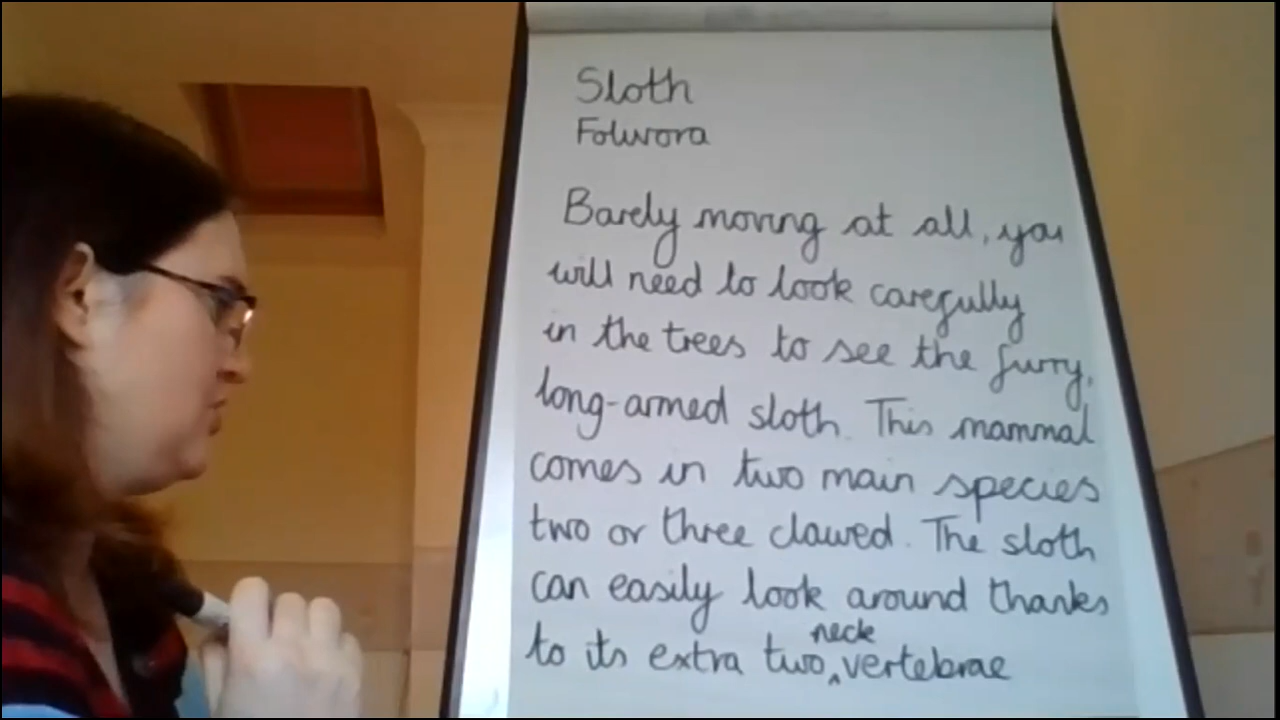 Sloth
Folivora
Barely moving at all, you
will need to look carefully
in the trees to see the furry,
long-armed sloth. This mammal
comes in two main species
two or three clawed. The sloth
can easily look around thanks
neck
to its extra two, vertebrae